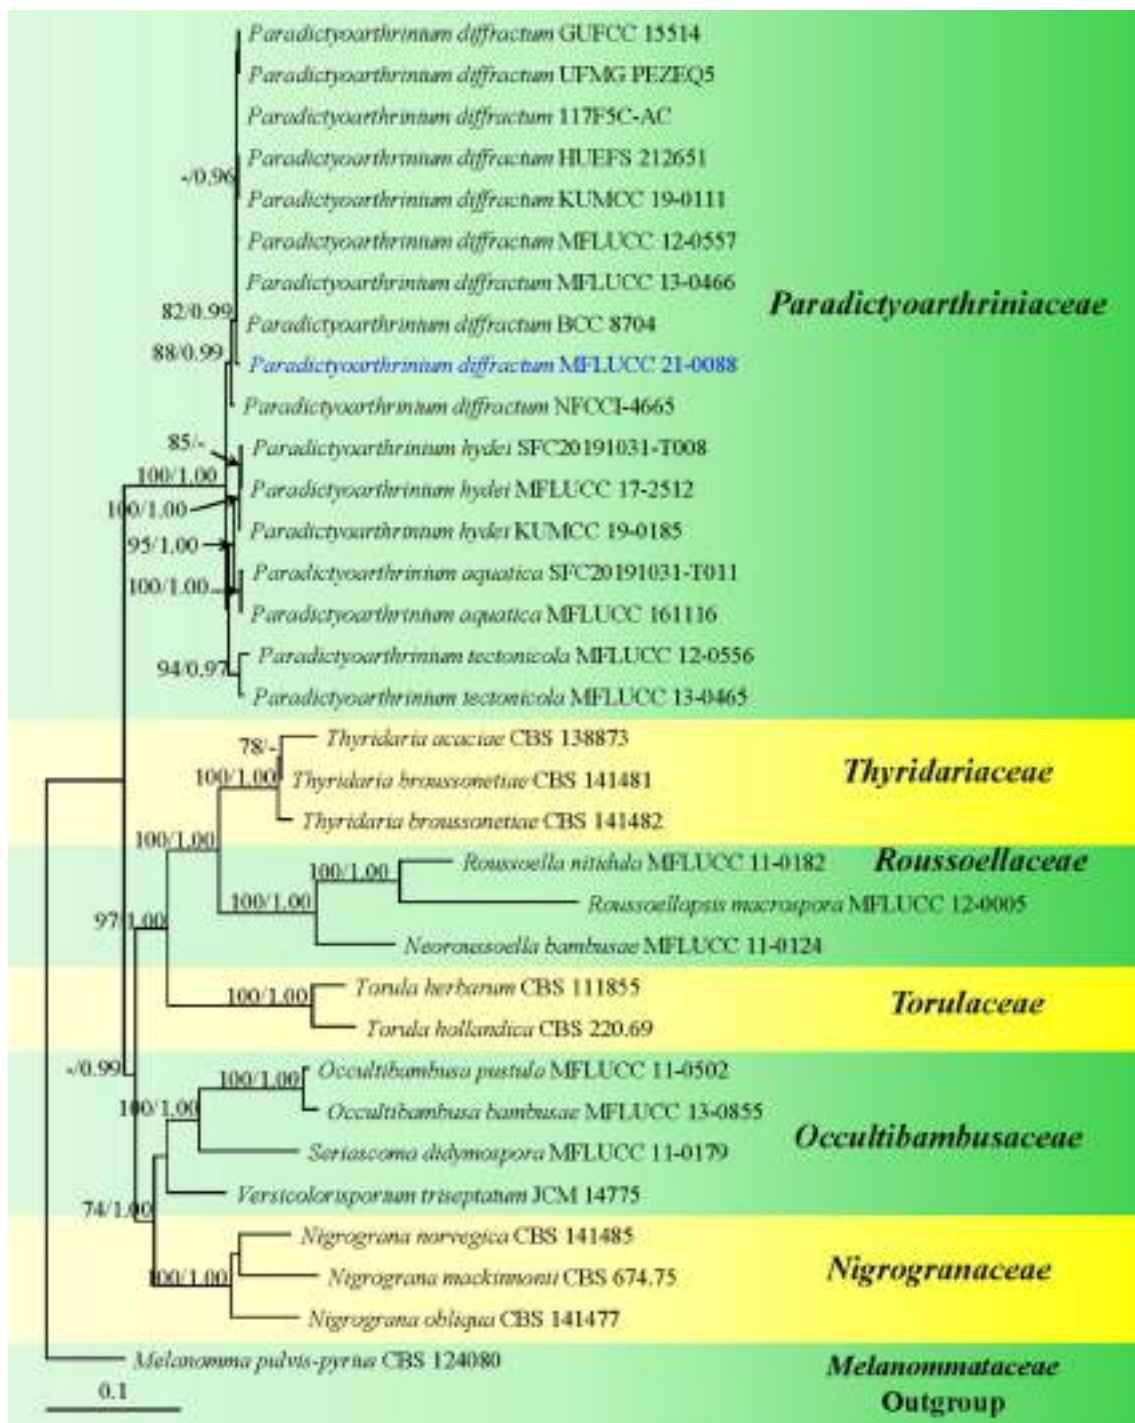 Paradictyoarthrinium diffractum GUFCC 15514
Paradictyoarthrinium diffractum UFMG PEZEQ5
Paradictyoarthrinium diffractum 117F5C-AC
Paradictyoarthrinium diffractum HUEFS 212651
-/0.96
Paradictyoarthrinium diffractum KUMCC 19-0111
Paradictyoarthrinium diffractum MFLUCC 12-0557
Paradictyoarthrinium diffractum MFLUCC 13-0466
Paradictyoarthriniaceae
82/0.99
Paradictyoarthrinium diffractum BCC 8704
88/0.99
Paradictyoarthrinium diffractum MFLUCC 21-0088
Paradictyoarthrinium diffractum NFCCI-4665
85/-
Paradictyoarthrinium hydei SFC20191031-T008
100/1.00
Paradictyoarthrinium hydei MFLUCC 17-2512
100/1.00
Paradictyoarthrinium hydei KUMCC 19-0185
95/1.00
Paradictyoarthrinium aquatica SFC20191031-T011
100/1.00
Paradictyoarthrinium aquatica MFLUCC 161116
Paradictyoarthrinium tectonicola MFLUCC 12-0556
94/0.97
Paradictyoarthrinium tectonicola MFLUCC 13-0465
Thyridaria acaciae CBS 138873
78/-
100/1.00
Thyridaria broussonetiae CBS 141481
Thyridariaceae
Thyridaria broussonetiae CBS 141482
100/1.00
Roussoella nitidula MFLUCC 11-0182
Roussoellaceae
100/1.00
100/1.00
Roussoellopsis macrospora MFLUCC 12-0005
97/1.00
Neoroussoella bambusae MFLUCC 11-0124
Torula herbarum CBS 111855
100/1.00
Torulaceae
Torula hollandica CBS 220.69
-/0.99
Occultibambusa pustula MFLUCC 11-0502
100/1.00
100/1.00
Occultibambusa bambusae MFLUCC 13-0855
Occultibambusaceae
Seriascoma didymospora MFLUCC 11-0179
Versicolorisporium triseptatum JCM 14775
74/1.00
Nigrograna norvegica CBS 141485
100/1.00
Nigrograna mackinnonii CBS 674.75
Nigrogranaceae
Nigrograna obliqua CBS 141477
Melanomma pulvis-pyrius CBS 124080
Melanommataceae
0.1
Outgroup